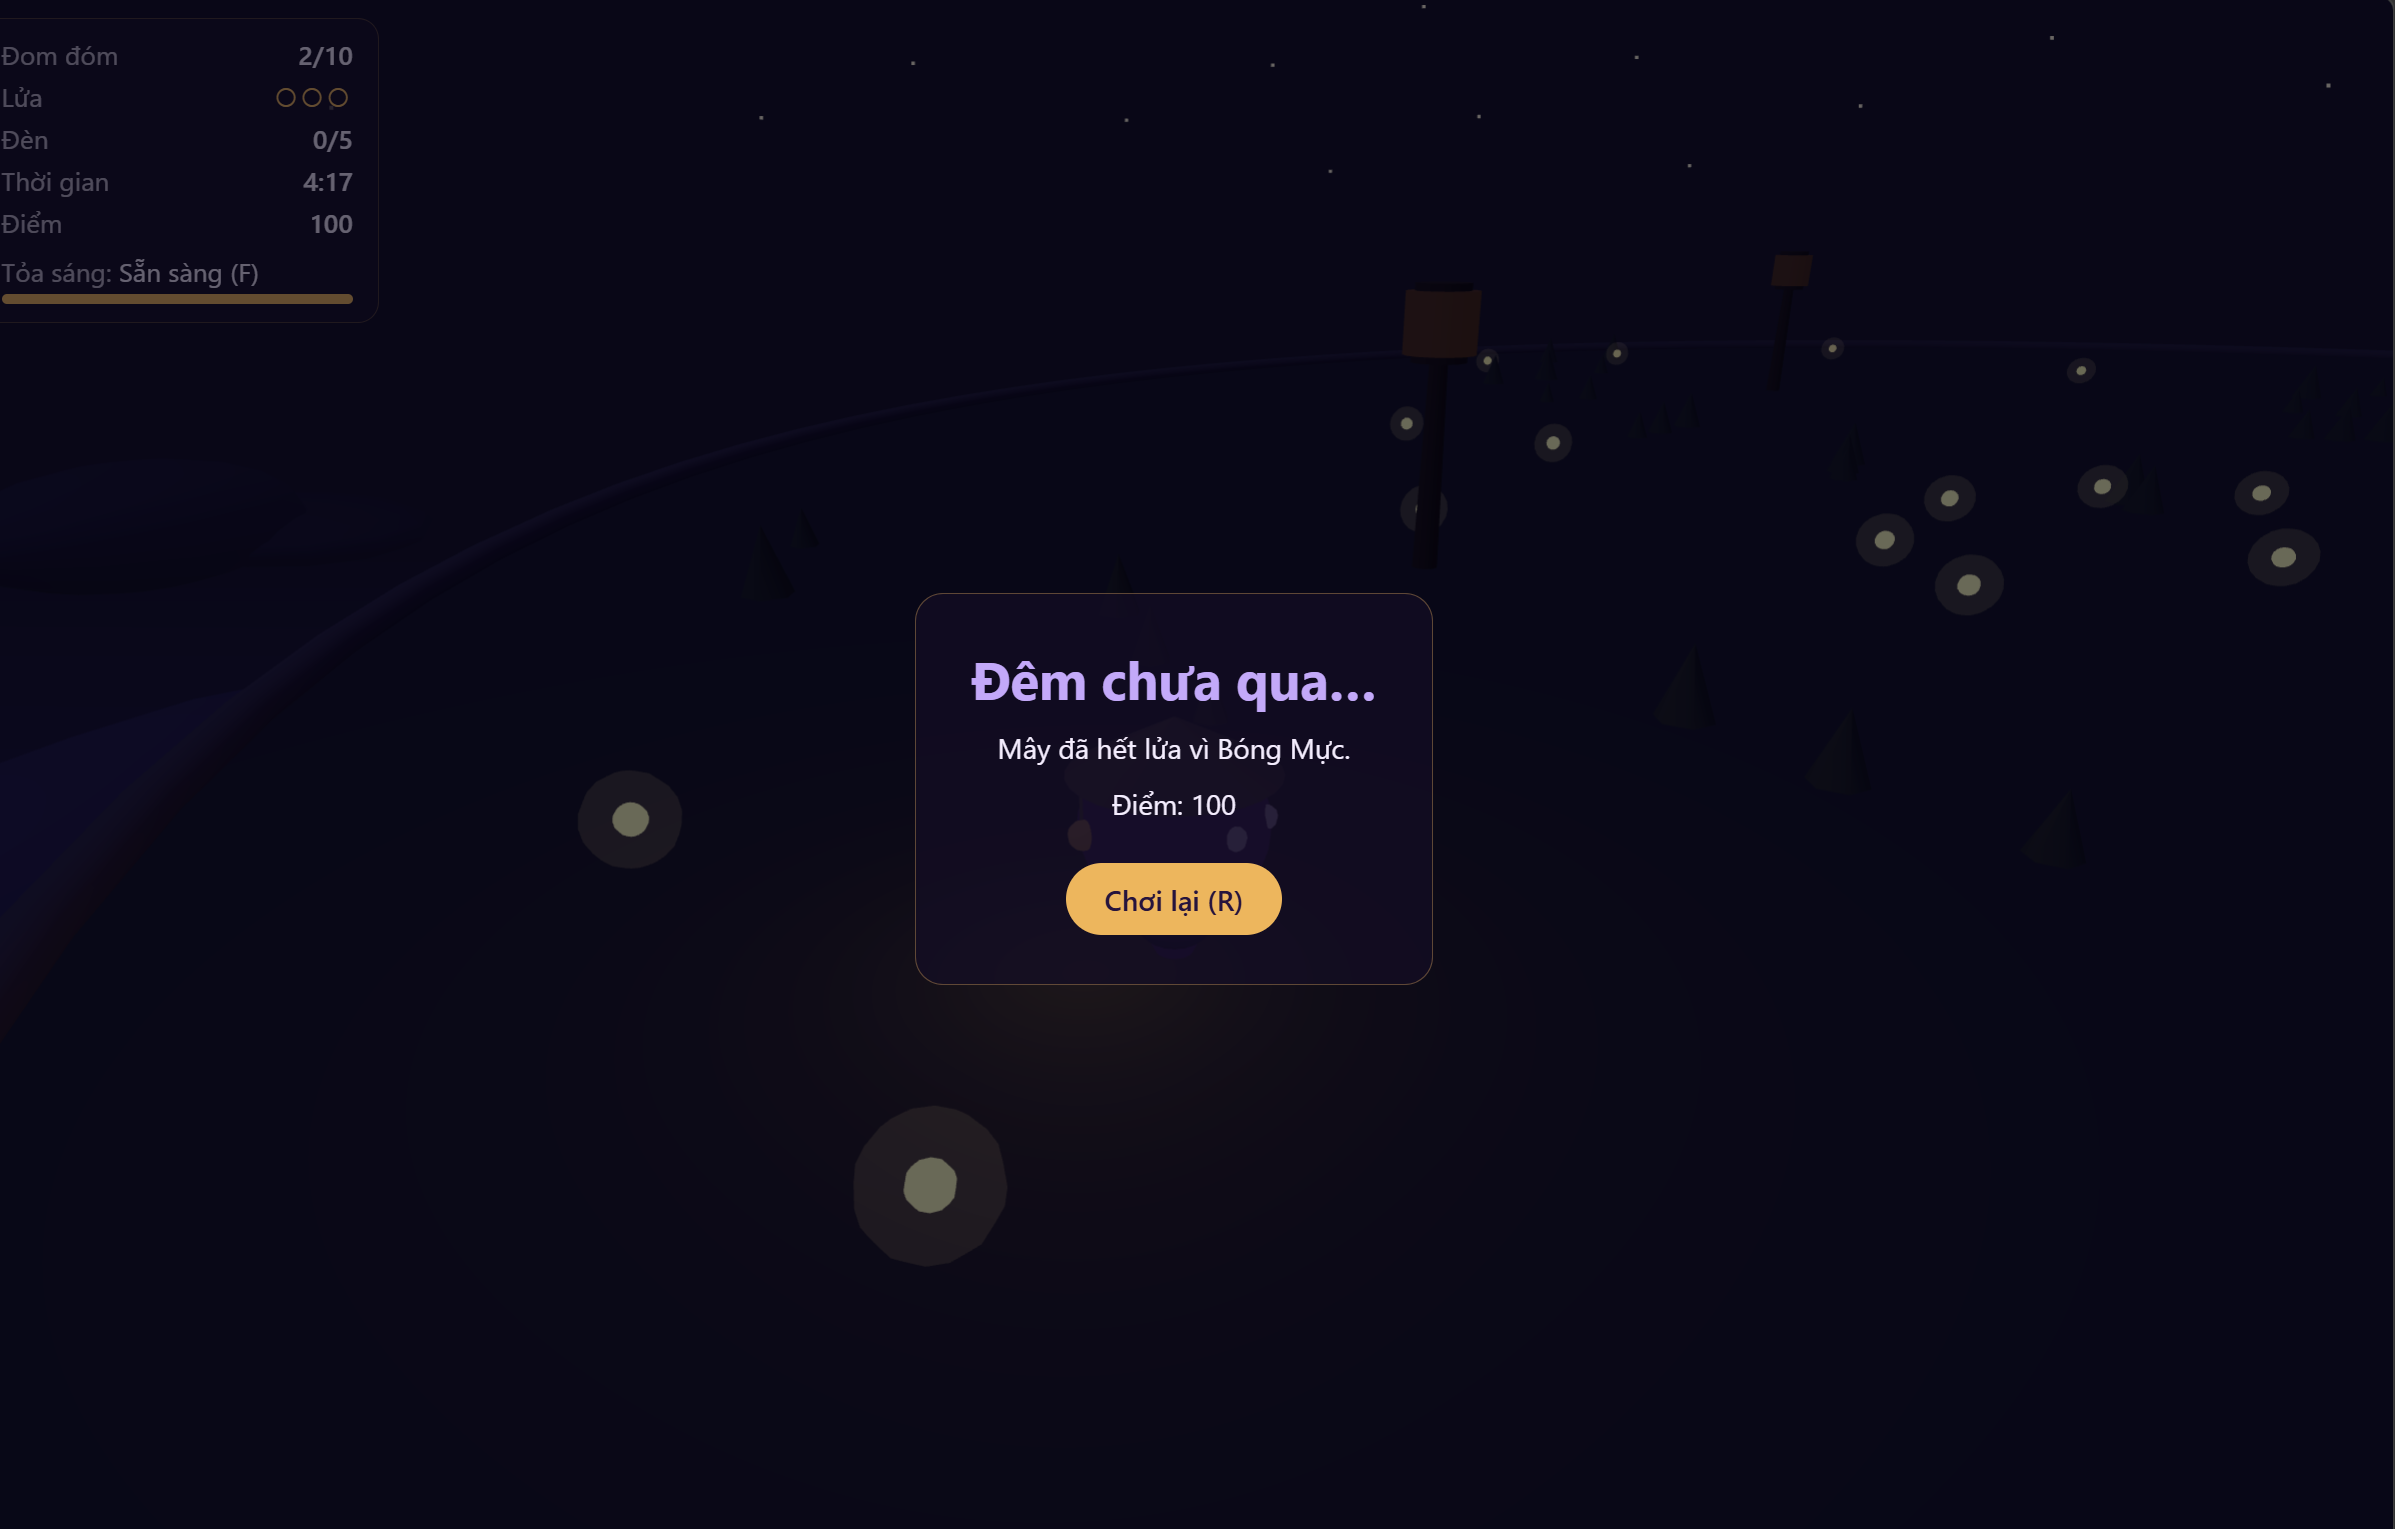 Đom đóm 2/10
Lửa ○○○
Đèn 0/5
Thời gian 4:17
Điểm 100
Tỏa sáng: Sẵn sàng (F)
Đêm chưa qua...
Mây đã hết lửa vì Bóng Mực.
Điểm: 100
Chơi lại (R)